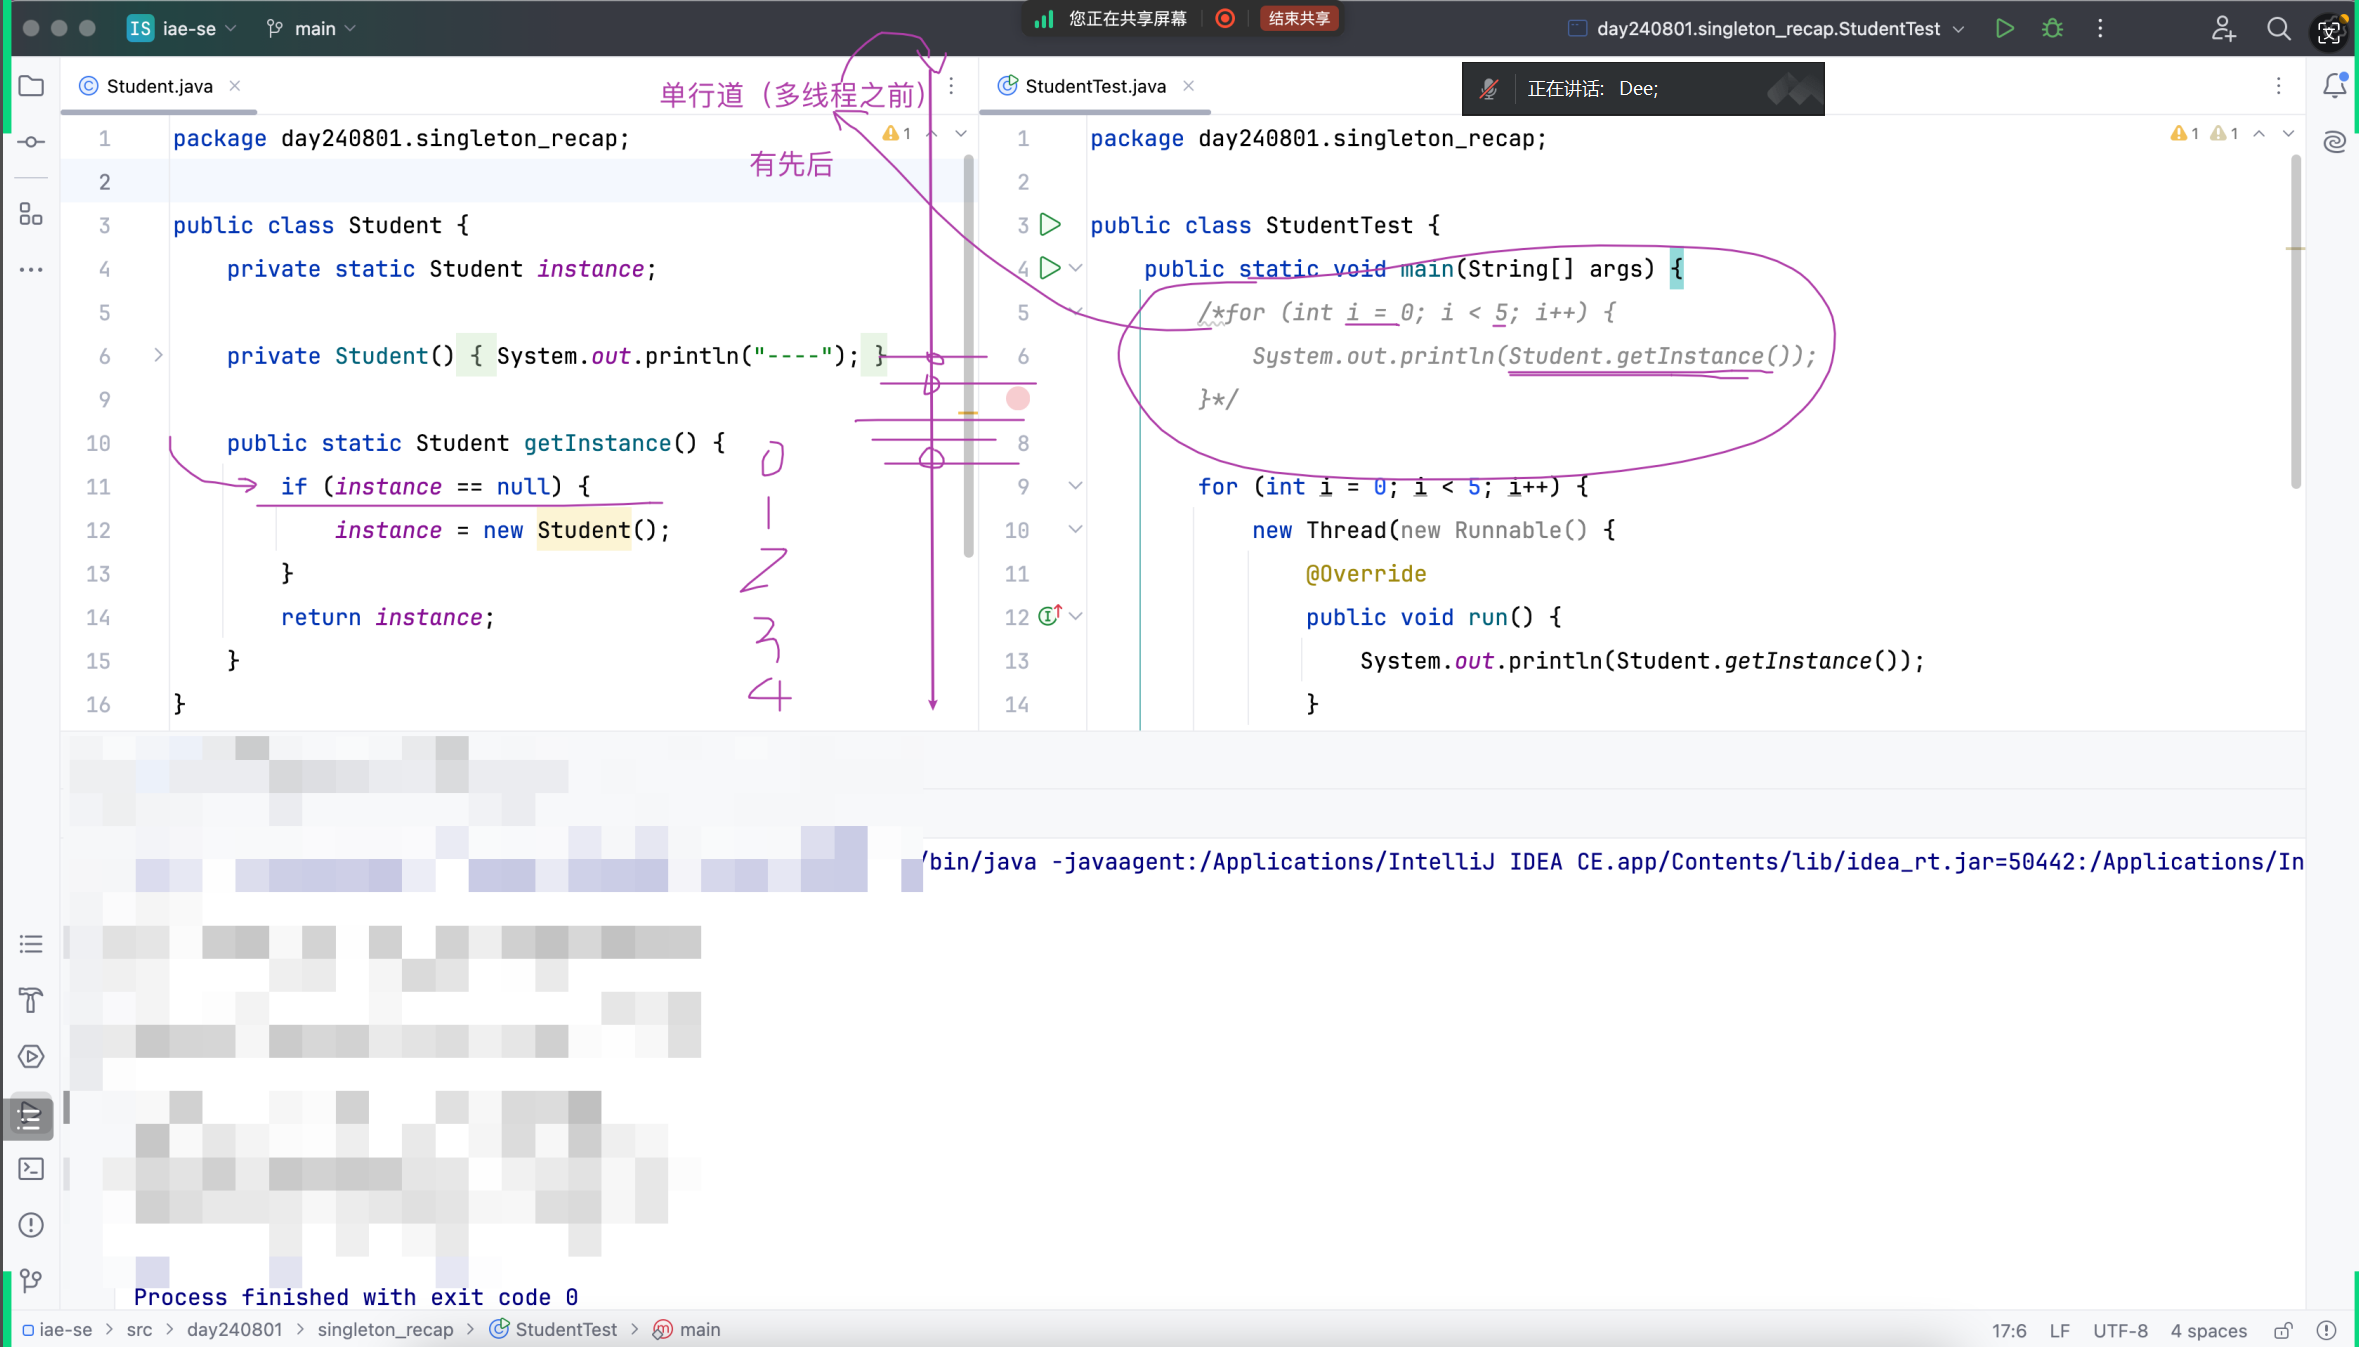 IS iae-se main 您正在共享屏幕 结束共享 day240801.singleton_recap.StudentTest
Student.java
单行道（多线程之前）
有先后
1 package day240801.singleton_recap;
2
3 public class Student {
4 private static Student instance;
5
6 private Student() { System.out.println("----"); }
9
10 public static Student getInstance() {
11 if (instance == null) {
12 instance = new Student();
13 }
14 return instance;
15 }
16 }
1
0
1
2
3
4
StudentTest.java
正在讲话: Dee;
1 package day240801.singleton_recap;
2
3 public class StudentTest {
4 public static void main(String[] args) {
5 /*for (int i = 0; i < 5; i++) {
6 System.out.println(Student.getInstance());
}*/
8
9 for (int i = 0; i < 5; i++) {
10 new Thread(new Runnable() {
11 @Override
12 public void run() {
13 System.out.println(Student.getInstance());
14 }
1 1
/bin/java -javaagent:/Applications/IntelliJ IDEA CE.app/Contents/lib/idea_rt.jar=50442:/Applications/In
Process finished with exit code 0
iae-se > src > day240801 > singleton_recap > StudentTest > main
17:6 LF UTF-8 4 spaces